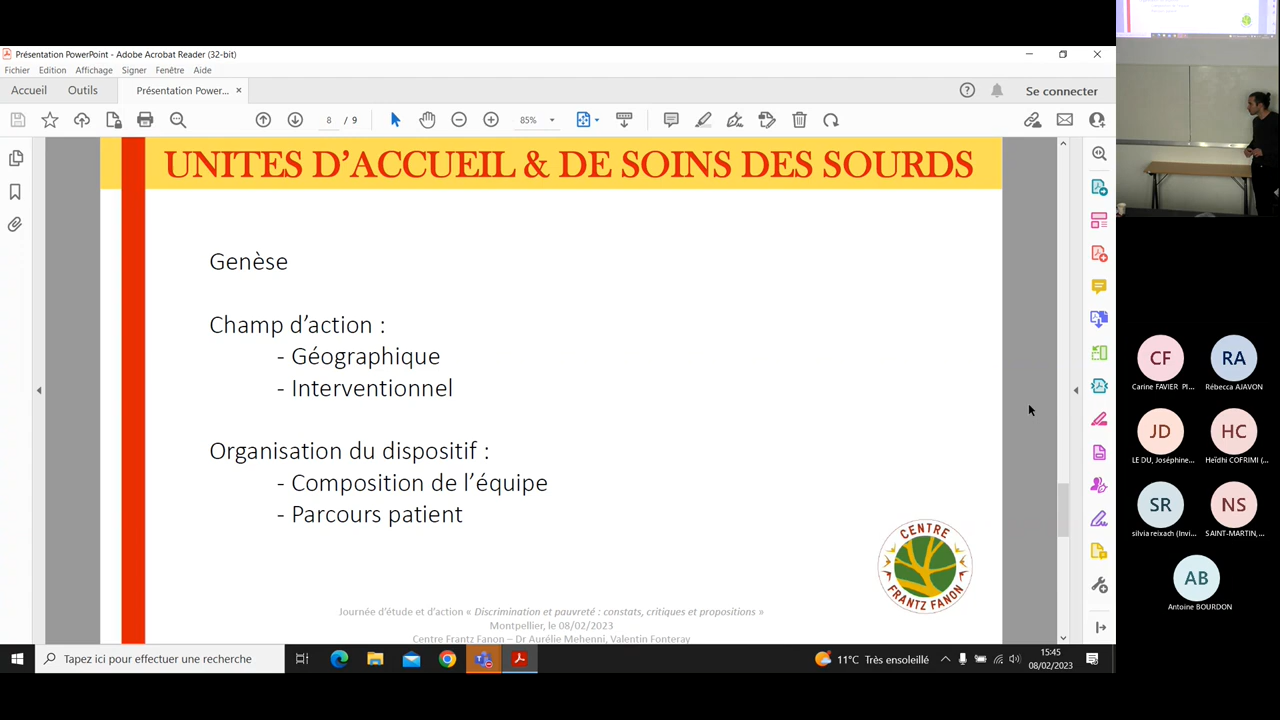 Présentation PowerPoint - Adobe Acrobat Reader (32-bit)
Fichier Edition Affichage Signer Fenêtre Aide
Accueil Outils Présentation Power... × Se connecter
8 / 9 85%
UNITES D’ACCUEIL & DE SOINS DES SOURDS
Genèse
Champ d’action :
- Géographique
- Interventionnel
Organisation du dispositif :
- Composition de l’équipe
- Parcours patient
CENTRE
FRANTZ FANON
Journée d’étude et d’action « Discrimination et pauvreté : constats, critiques et propositions »
Montpellier, le 08/02/2023
Centre Frantz Fanon – Dr Aurélie Mehenni, Valentin Fonteray
CF RA
Carine FAVIER PI... Rébecca AJAVON
JD HC
LE DU, Joséphine... Heïdhi COFRIMI (...
SR NS
silvia reixach (Invi... SAINT-MARTIN,...
AB
Antoine BOURDON
Tapez ici pour effectuer une recherche
11°C Très ensoleillé
15:45
08/02/2023